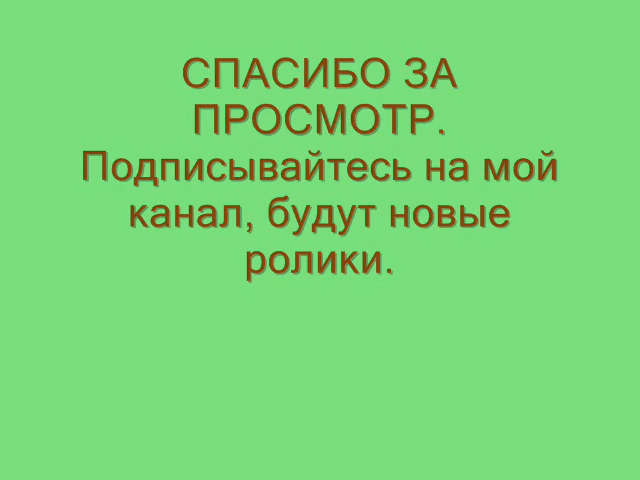 СПАСИБО ЗА
ПРОСМОТР.
Подписывайтесь на мой
канал, будут новые
ролики.